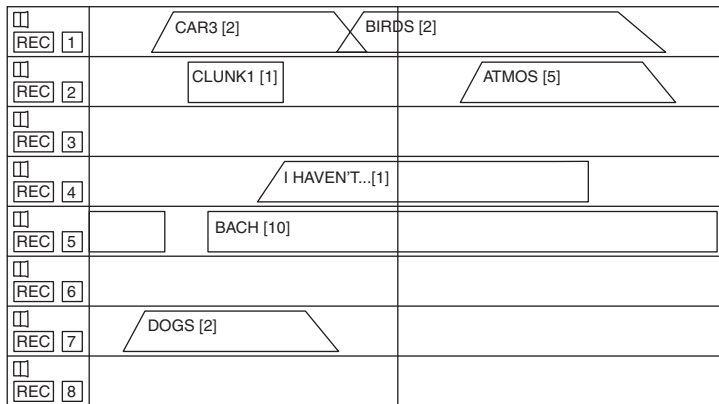 CAR3 [2] BIRDS [2]
REC 1
CLUNK1 [1] ATMOS [5]
REC 2
REC 3
I HAVEN'T...[1]
REC 4
BACH [10]
REC 5
REC 6
DOGS [2]
REC 7
REC 8